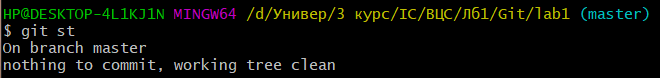 HP@DESKTOP-4L1KJ1N MINGW64 /d/Универ/3 курс/IC/ВЦС/Лб1/Git/lab1 (master)
$ git st
On branch master
nothing to commit, working tree clean